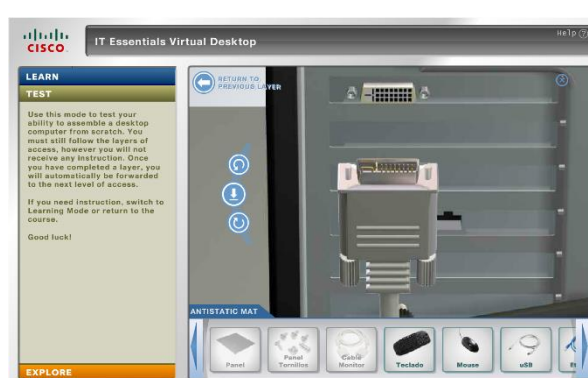 CISCO
IT Essentials Virtual Desktop
Help
LEARN
TEST
Use this mode to test your
ability to assemble a desktop
computer from scratch. You
must still follow the layers of
access, however you will not
receive any instruction. Once
you have completed a layer, you
will automatically be forwarded
to the next level of access.
If you need instruction, switch to
Learning Mode or return to the
course.
Good luck!
EXPLORE
RETURN TO
PREVIOUS LAYER
ANTISTATIC MAT
Panel
Panel
Tornillos
Cable
Monitor
Teclado
Mouse
uSB